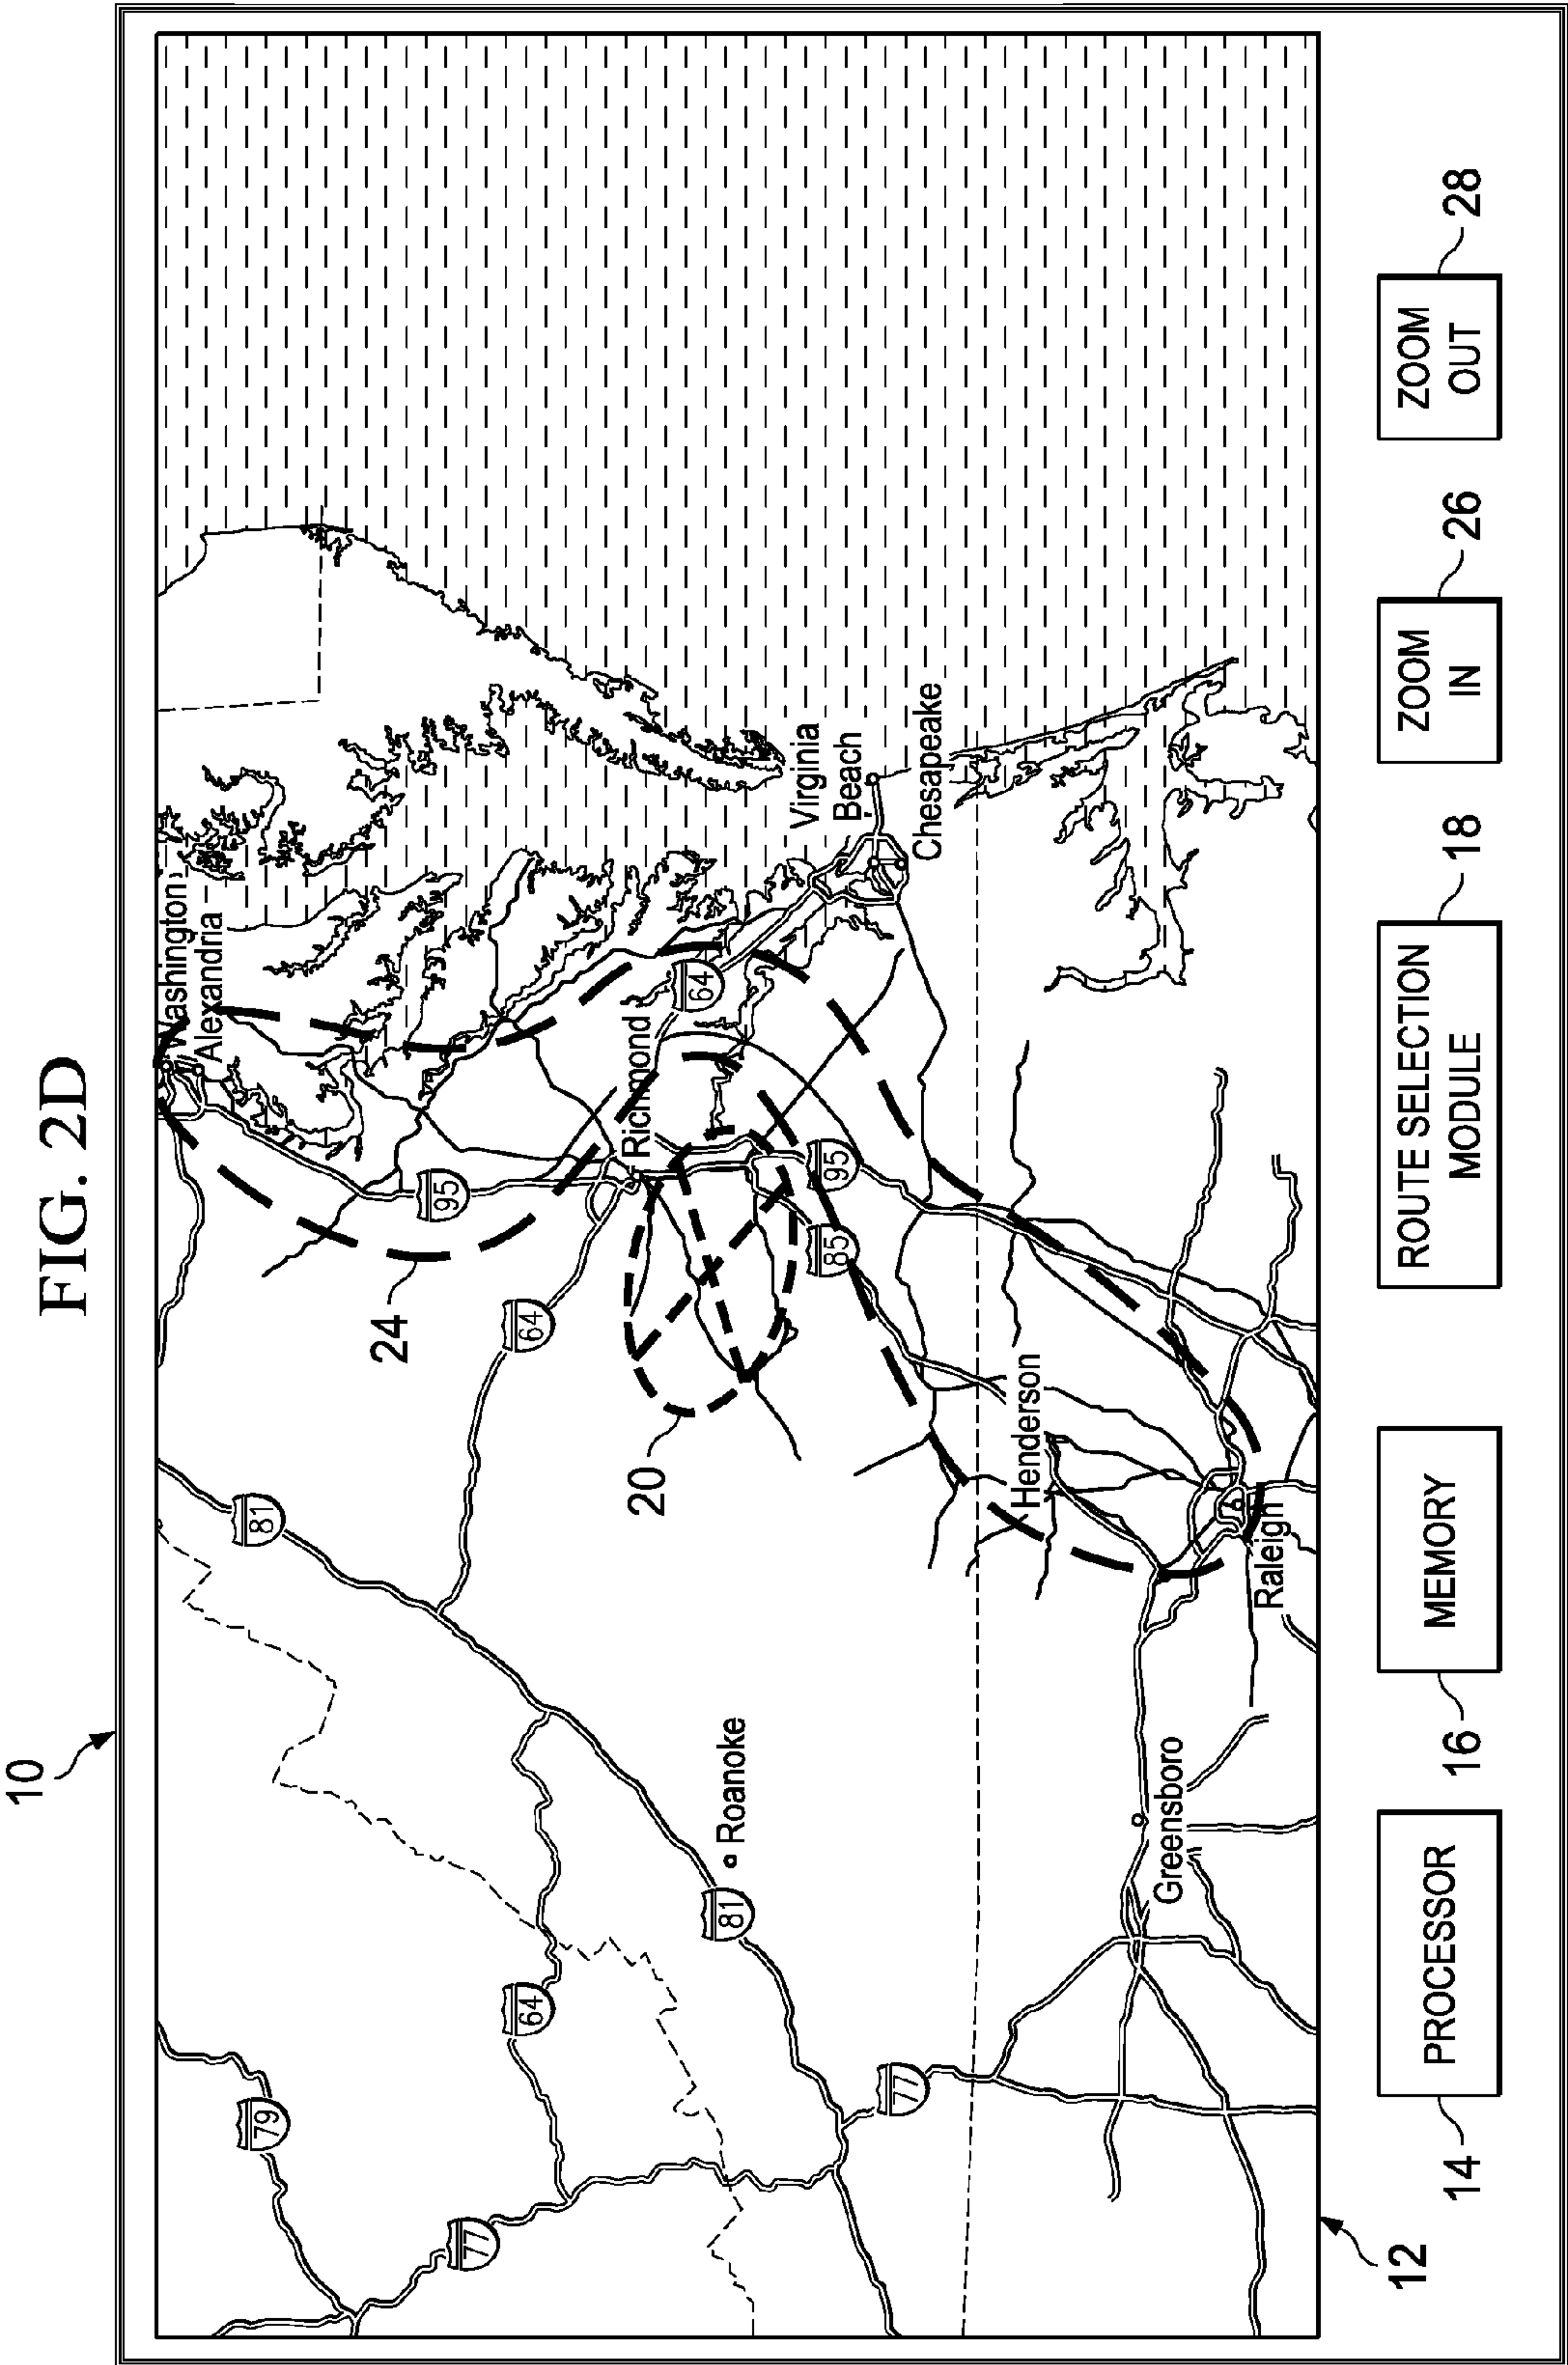 FIG. 2D
10
Washington
Alexandria
81
79
24
95
64
77
64
20
Richmond
64
Roanoke
81
Virginia
Beach
85
95
77
Chesapeake
Henderson
Greensboro
Raleigh
12
PROCESSOR
MEMORY
ROUTE SELECTION
MODULE
ZOOM
IN
ZOOM
OUT
14
16
18
26
28